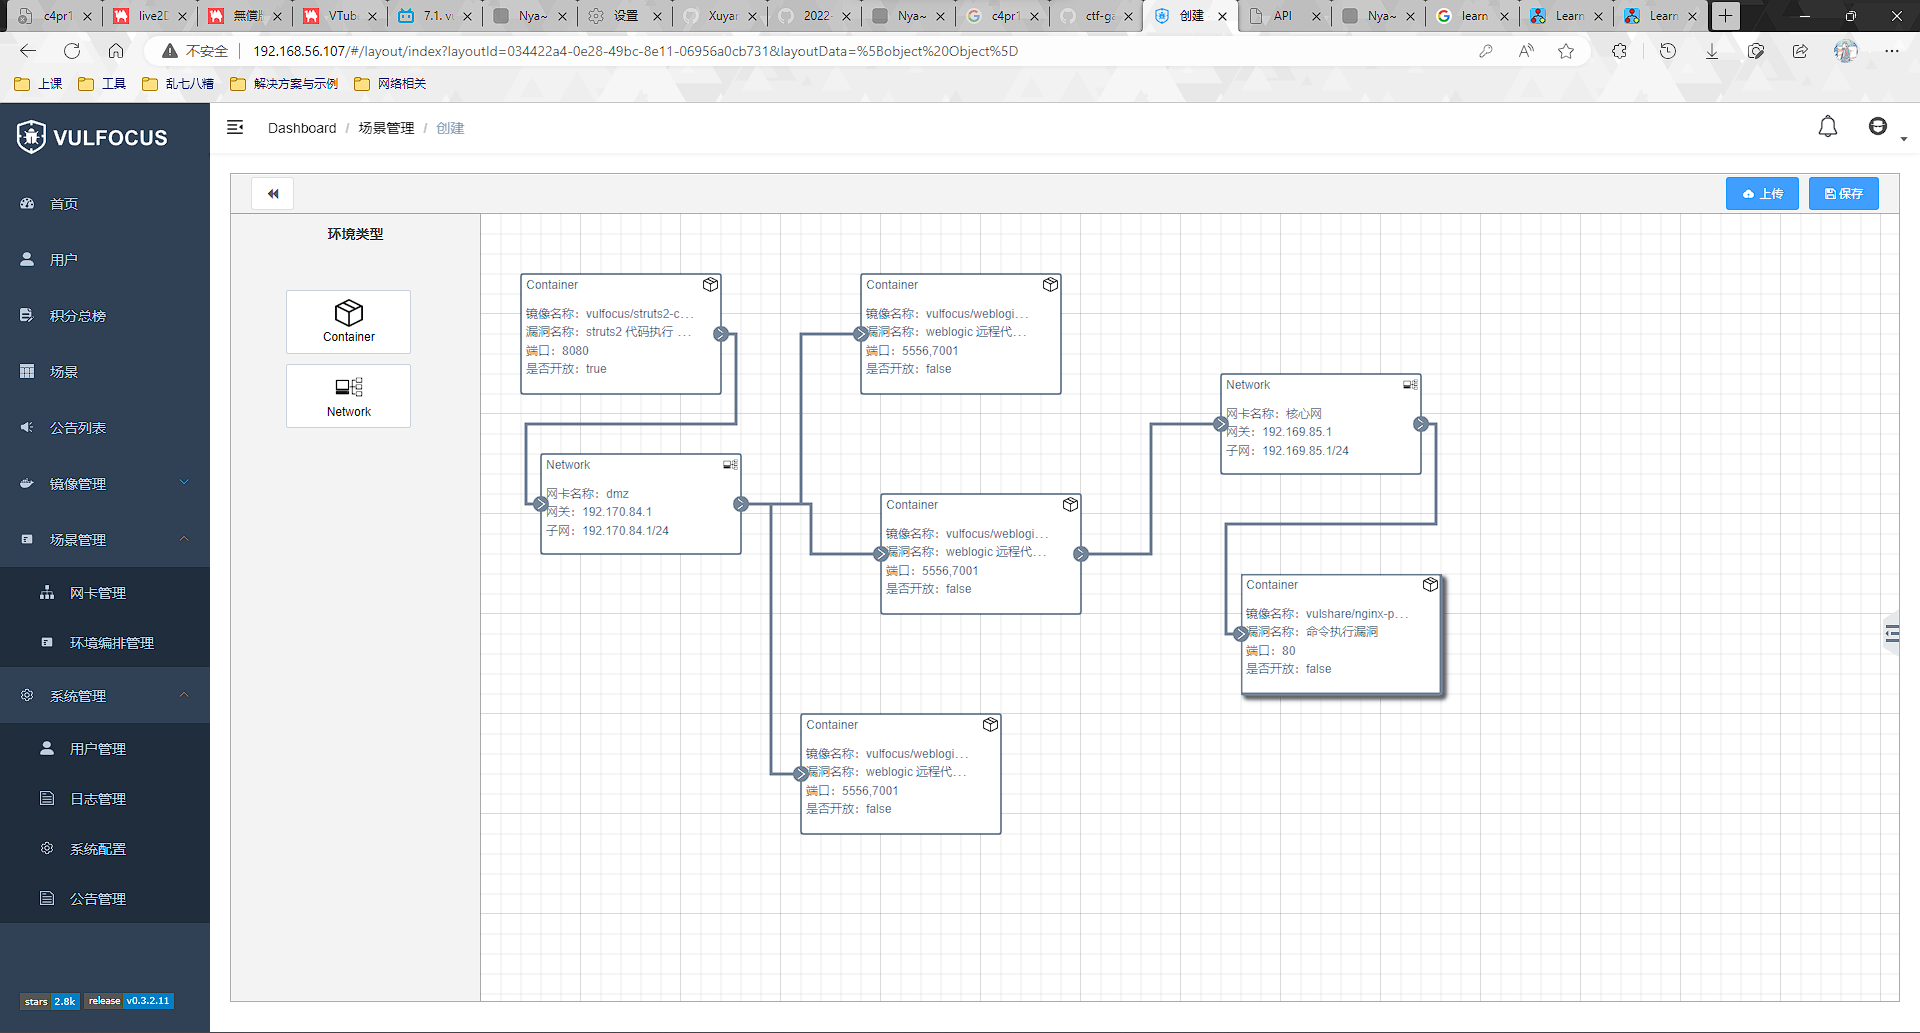 c4pr1
live2D
無償版
VTub
7.1. vu
Nya~
设置
Xuyan
2022-
Nya~
c4pr1
ctf-ga
创建
API
Nya~
learn
Learn
Learn
不安全
192.168.56.107/#/layout/index?layoutId=034422a4-0e28-49bc-8e11-06956a0cb731&layoutData=%5Bobject%20Object%5D
上课
工具
乱七八糟
解决方案与示例
网络相关
VULFOCUS
Dashboard / 场景管理 / 创建
首页
用户
积分总榜
场景
公告列表
镜像管理
场景管理
网卡管理
环境编排管理
系统管理
用户管理
日志管理
系统配置
公告管理
stars 2.8k release v0.3.2.11
上传
保存
环境类型
Container
Network
Container
镜像名称：vulfocus/struts2-c...
漏洞名称：struts2 代码执行 ...
端口：8080
是否开放：true
Container
镜像名称：vulfocus/weblogi...
漏洞名称：weblogic 远程代...
端口：5556,7001
是否开放：false
Network
网卡名称：核心网
网关：192.169.85.1
子网：192.169.85.1/24
Network
网卡名称：dmz
网关：192.170.84.1
子网：192.170.84.1/24
Container
镜像名称：vulfocus/weblogi...
漏洞名称：weblogic 远程代...
端口：5556,7001
是否开放：false
Container
镜像名称：vulshare/nginx-p...
漏洞名称：命令执行漏洞
端口：80
是否开放：false
Container
镜像名称：vulfocus/weblogi...
漏洞名称：weblogic 远程代...
端口：5556,7001
是否开放：false